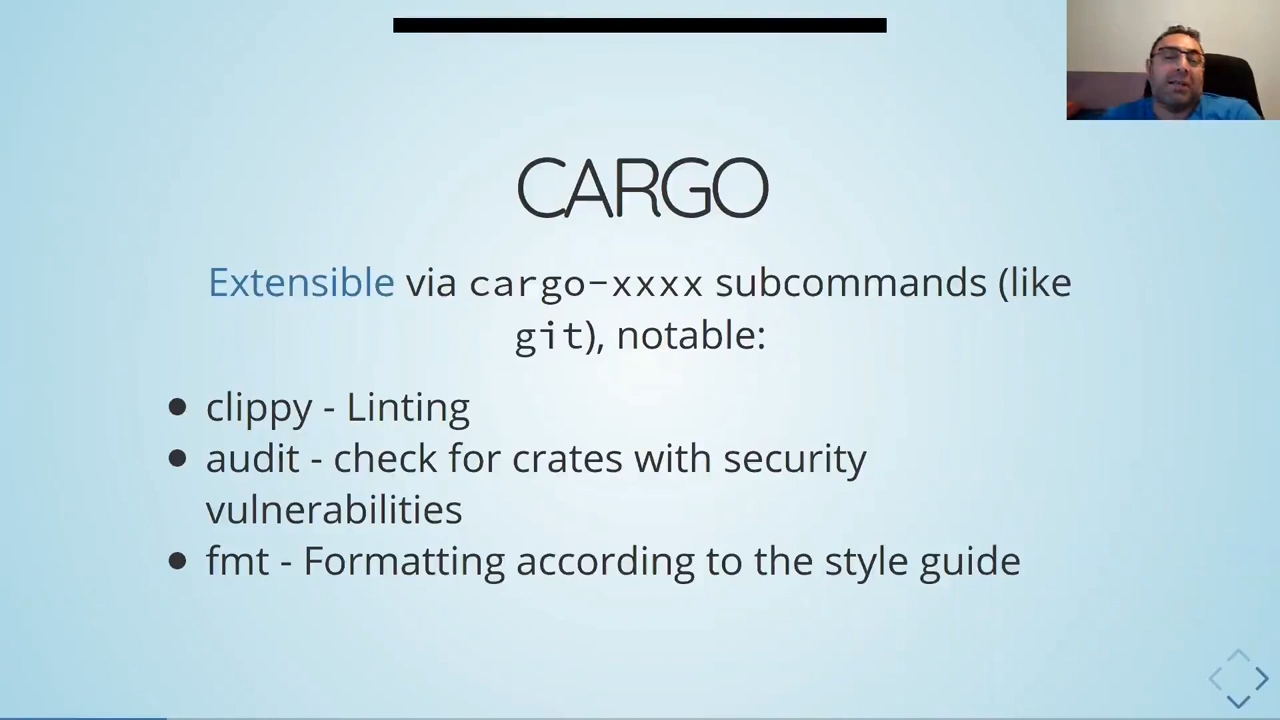 CARGO
Extensible via cargo-xxxx subcommands (like
git), notable:
• clippy - Linting
• audit - check for crates with security
vulnerabilities
• fmt - Formatting according to the style guide